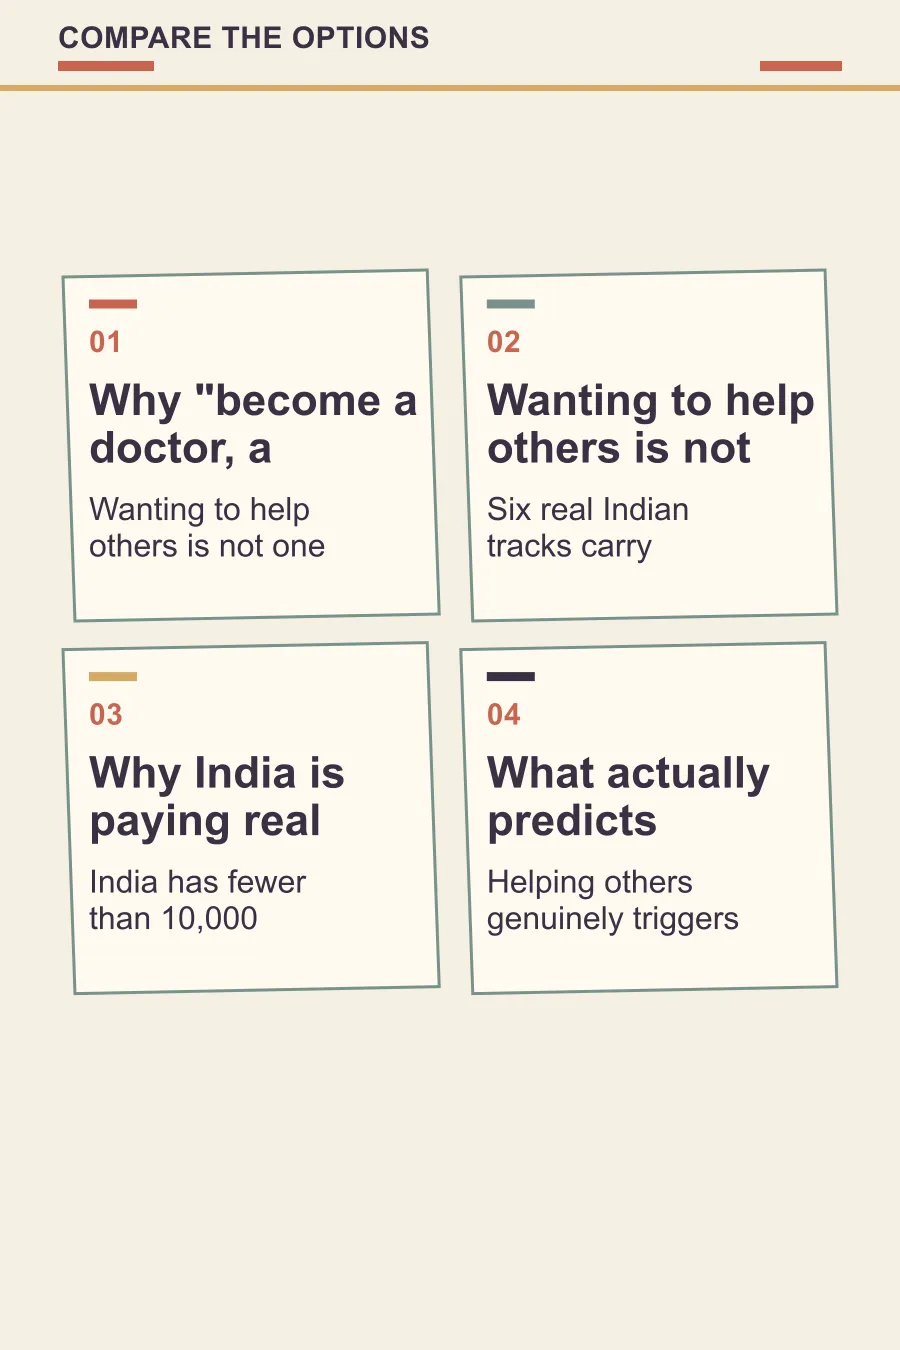 COMPARE THE OPTIONS
01
Why "become a
doctor, a
Wanting to help
others is not one
02
Wanting to help
others is not
Six real Indian
tracks carry
03
Why India is
paying real
India has fewer
than 10,000
04
What actually
predicts
Helping others
genuinely triggers